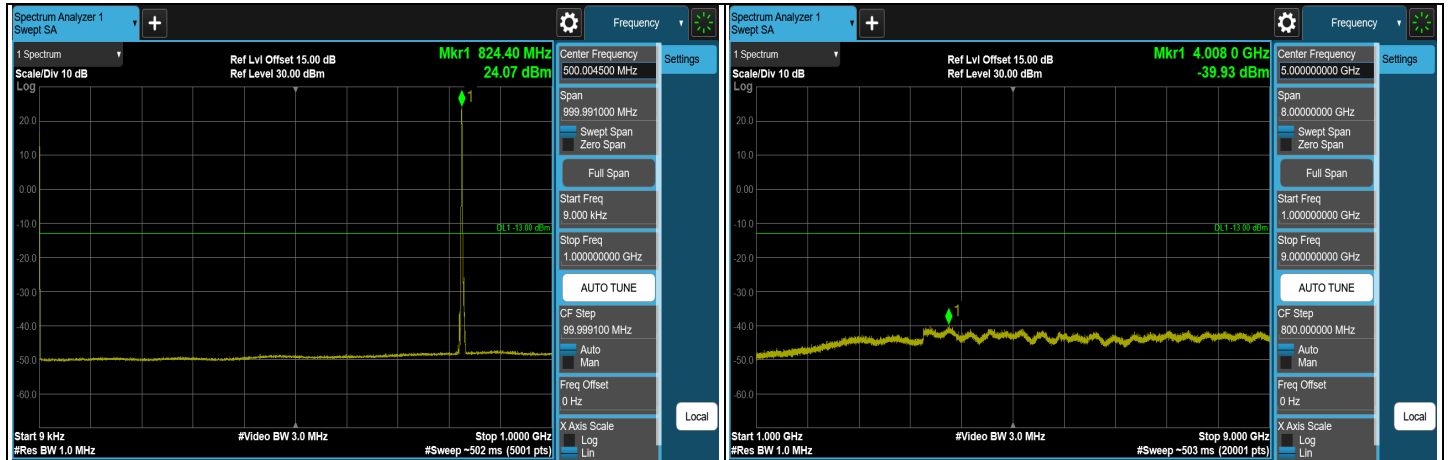 Spectrum Analyzer 1
Swept SA
+
Frequency
1 Spectrum
Scale/Div 10 dB
Log
Ref Lvl Offset 15.00 dB
Ref Level 30.00 dBm
Mkr1 824.40 MHz
24.07 dBm
1
20.0
10.0
0.00
-10.0
-20.0
-30.0
-40.0
-50.0
-60.0
DL1 -13.00 dBm
Start 9 kHz
#Res BW 1.0 MHz
#Video BW 3.0 MHz
Stop 1.0000 GHz
#Sweep ~502 ms (5001 pts)
Center Frequency
500.004500 MHz
Span
999.991000 MHz
Swept Span
Zero Span
Full Span
Start Freq
9.000 kHz
Stop Freq
1.000000000 GHz
AUTO TUNE
CF Step
99.999100 MHz
Auto
Man
Freq Offset
0 Hz
X Axis Scale
Log
Lin
Settings
Local
Spectrum Analyzer 1
Swept SA
+
Frequency
1 Spectrum
Scale/Div 10 dB
Log
Ref Lvl Offset 15.00 dB
Ref Level 30.00 dBm
Mkr1 4.008 0 GHz
-39.93 dBm
1
20.0
10.0
0.00
-10.0
-20.0
-30.0
-40.0
-50.0
-60.0
DL1 -13.00 dBm
Start 1.000 GHz
#Res BW 1.0 MHz
#Video BW 3.0 MHz
Stop 9.000 GHz
#Sweep ~503 ms (20001 pts)
Center Frequency
5.000000000 GHz
Span
8.00000000 GHz
Swept Span
Zero Span
Full Span
Start Freq
1.000000000 GHz
Stop Freq
9.000000000 GHz
AUTO TUNE
CF Step
800.000000 MHz
Auto
Man
Freq Offset
0 Hz
X Axis Scale
Log
Lin
Settings
Local